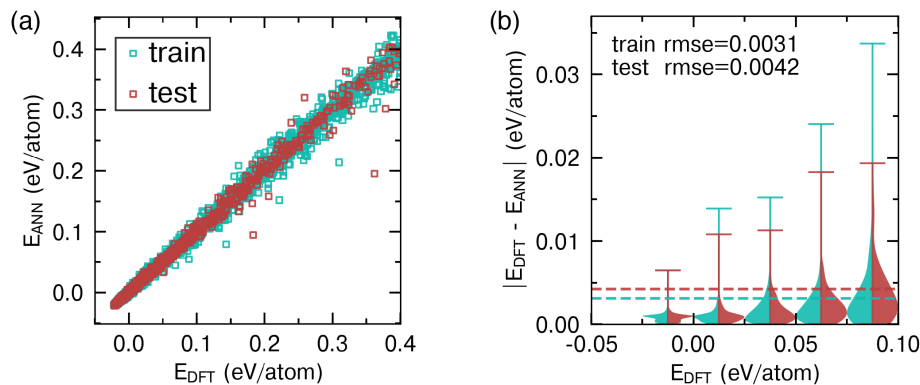 (a)
train
test
0.4
0.3
0.2
0.1
0.0
E_ANN (eV/atom)
0.0 0.1 0.2 0.3 0.4
E_DFT (eV/atom)
(b)
train rmse=0.0031
test rmse=0.0042
0.03
0.02
0.01
0.00
|E_DFT - E_ANN| (eV/atom)
-0.05 0.00 0.05 0.10
E_DFT (eV/atom)